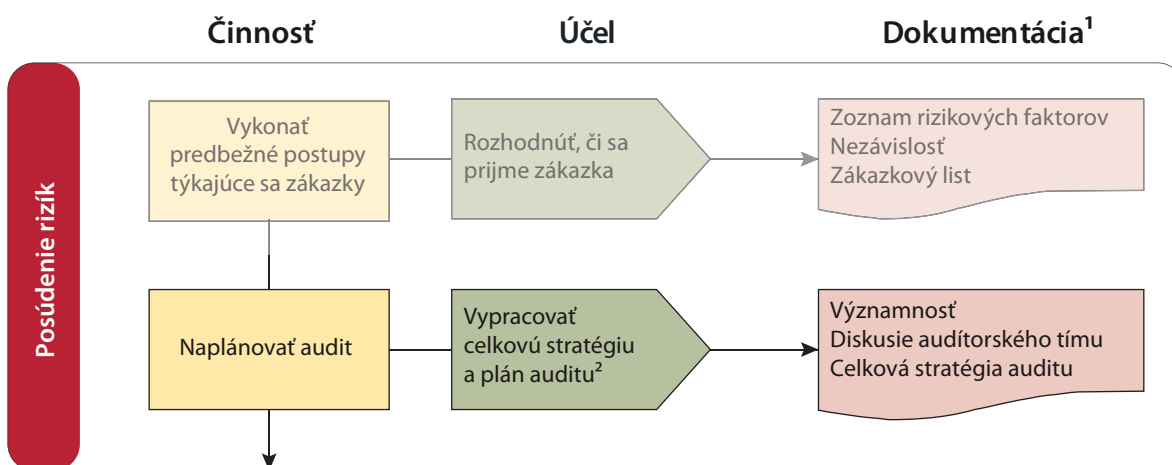 Činnosť
Účel
Dokumentácia¹
Posúdenie rizík
Vykonať
predbežné postupy
týkajúce sa zákazky
Rozhodnúť, či sa
prijme zákazka
Zoznam rizikových faktorov
Nezávislosť
Zákazkový list
Naplánovať audit
Vypracovať
celkovú stratégiu
a plán auditu²
Významnosť
Diskusie audítorského tímu
Celková stratégia auditu